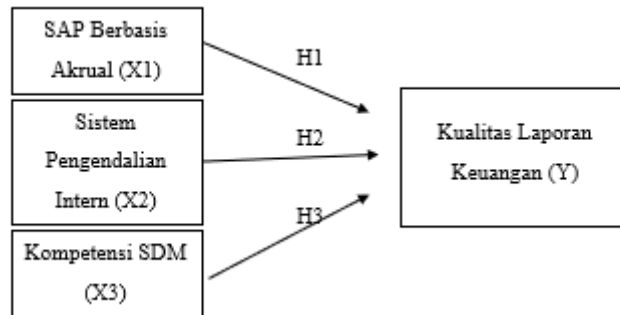 SAP Berbasis
Akrual (X1)
H1
Sistem
Pengendalian
Intern (X2)
H2
Kualitas Laporan
Keuangan (Y)
H3
Kompetensi SDM
(X3)